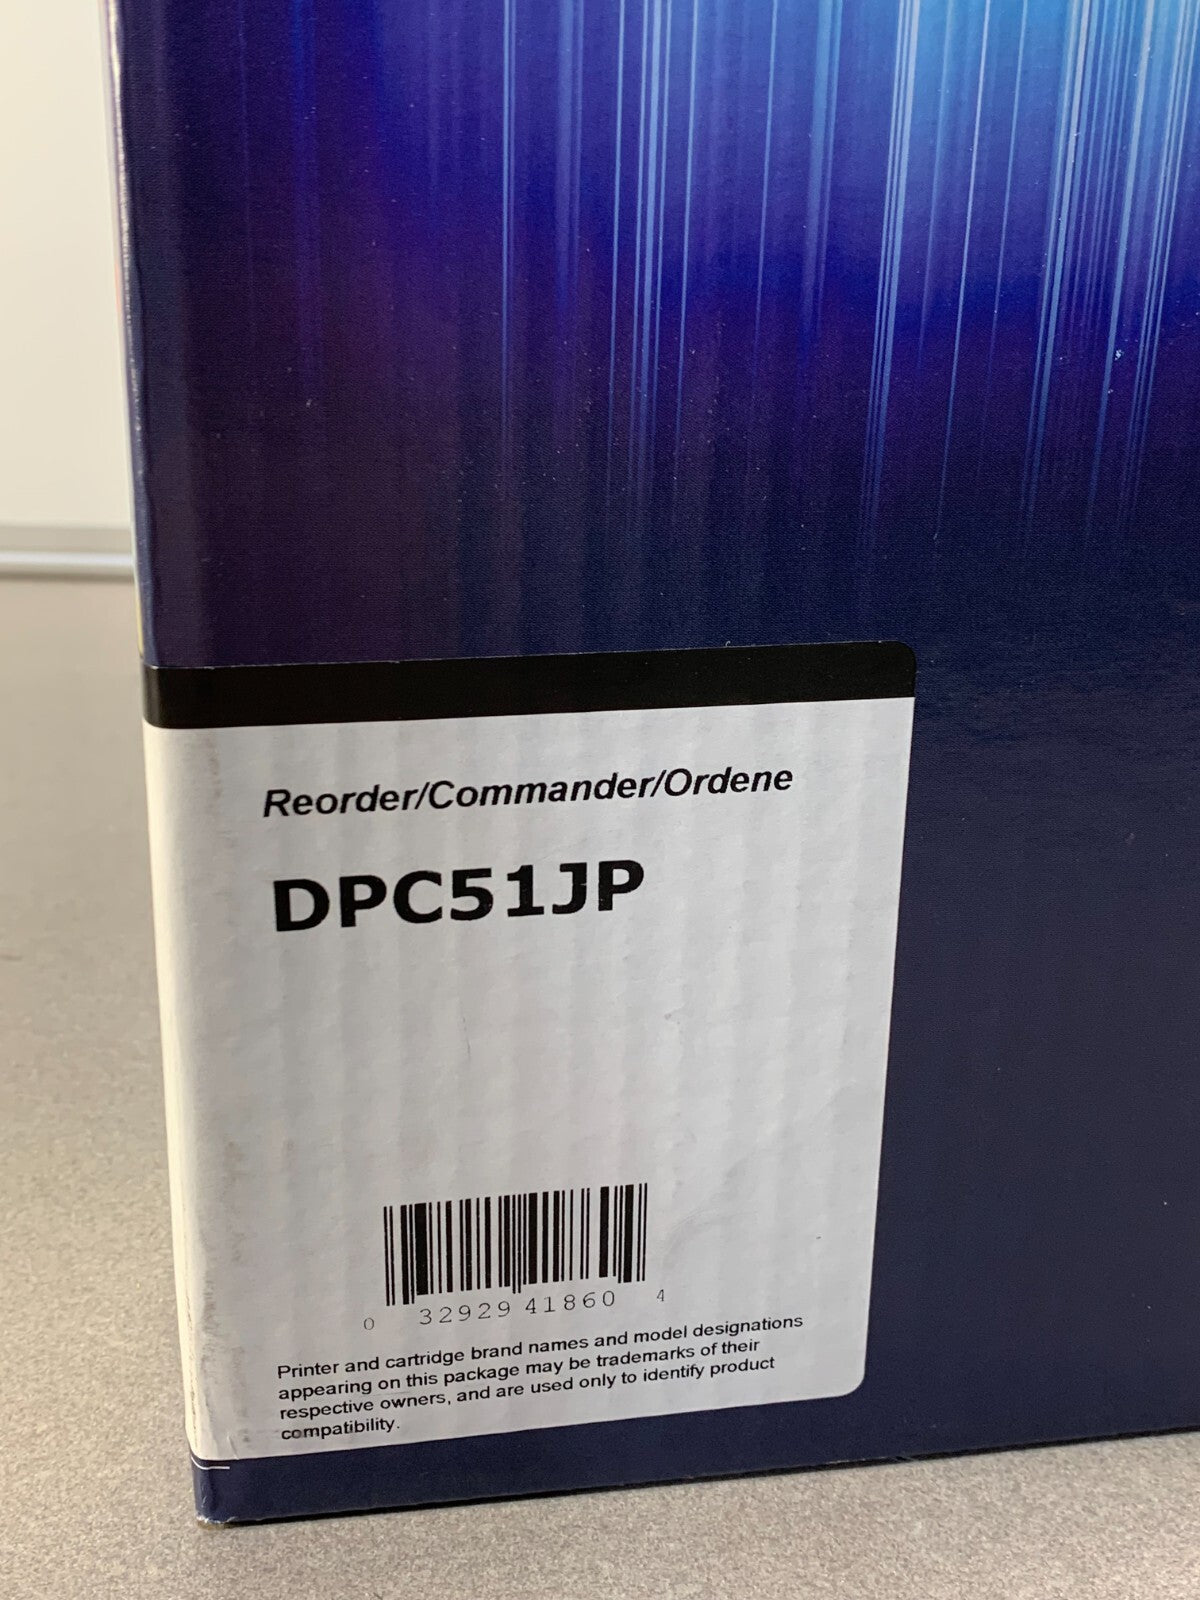 Reorder/Commander/Ordene
DPC51JP
0 32929 41860 4
Printer and cartridge brand names and model designations
appearing on this package may be trademarks of their
respective owners, and are used only to identify product
compatibility.